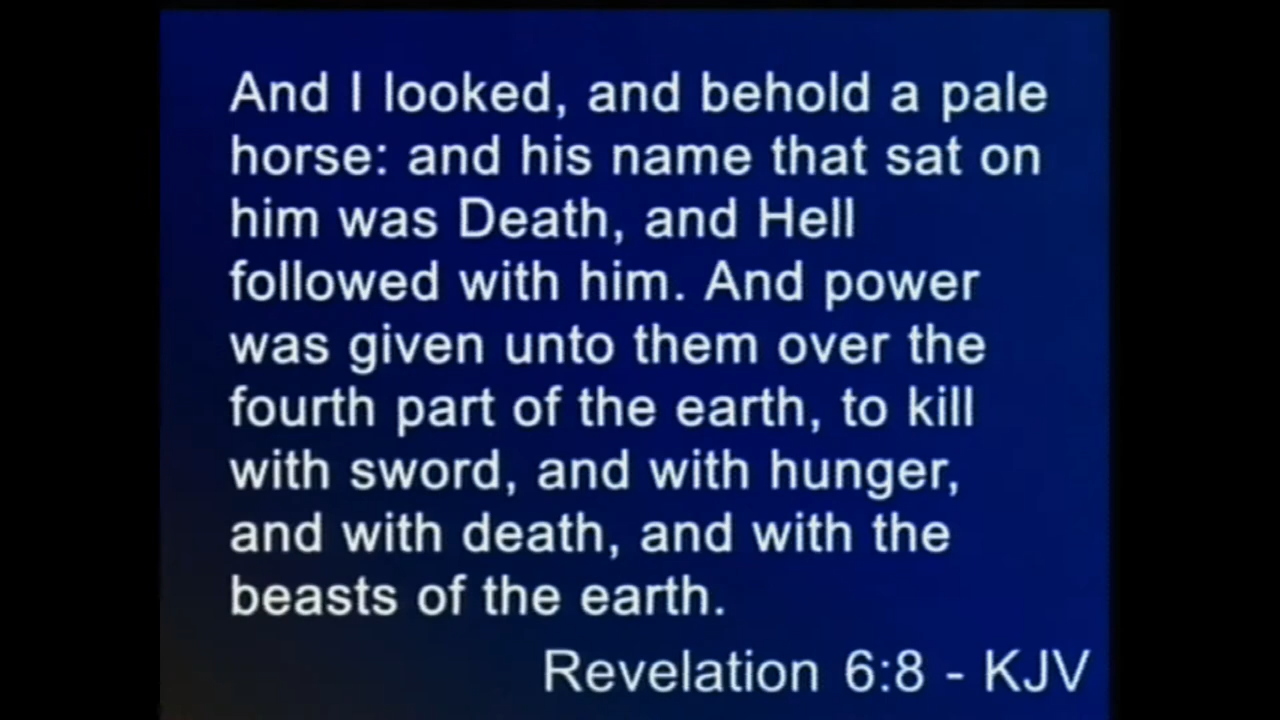 And I looked, and behold a pale
horse: and his name that sat on
him was Death, and Hell
followed with him. And power
was given unto them over the
fourth part of the earth, to kill
with sword, and with hunger,
and with death, and with the
beasts of the earth.
Revelation 6:8 - KJV